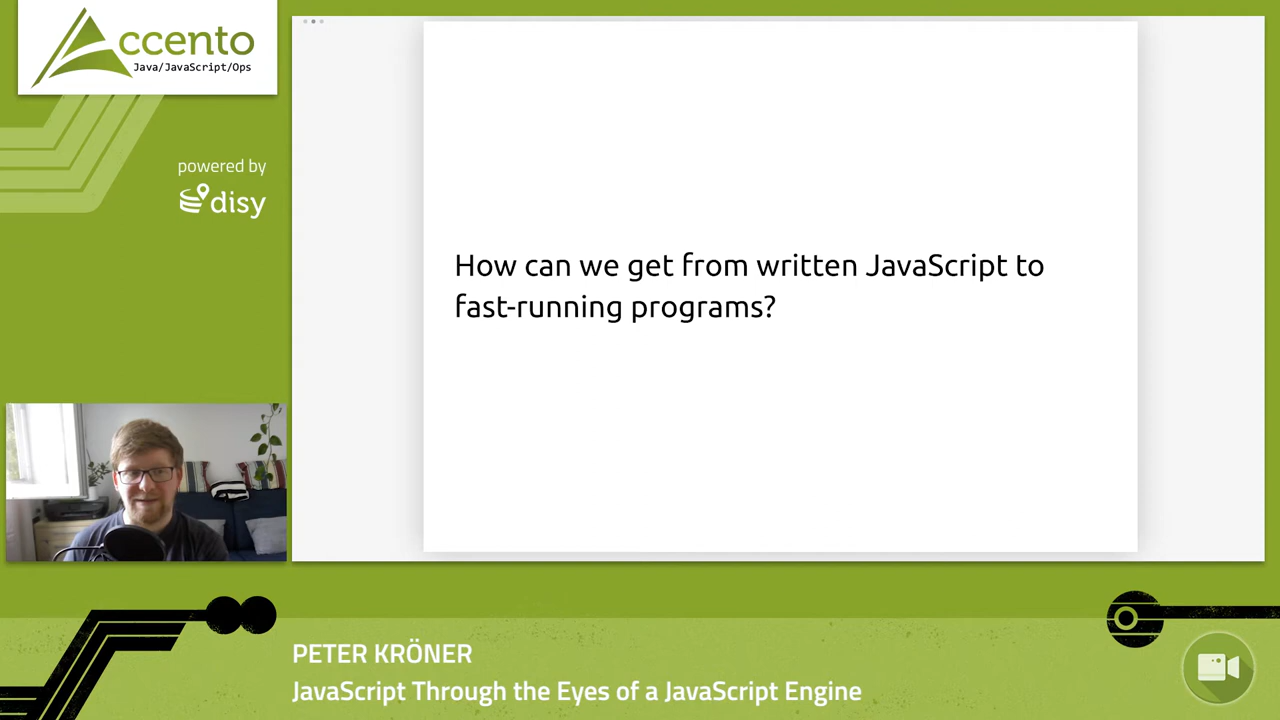 Accento
Java/JavaScript/Ops
powered by
disy
How can we get from written JavaScript to
fast-running programs?
PETER KRÖNER
JavaScript Through the Eyes of a JavaScript Engine